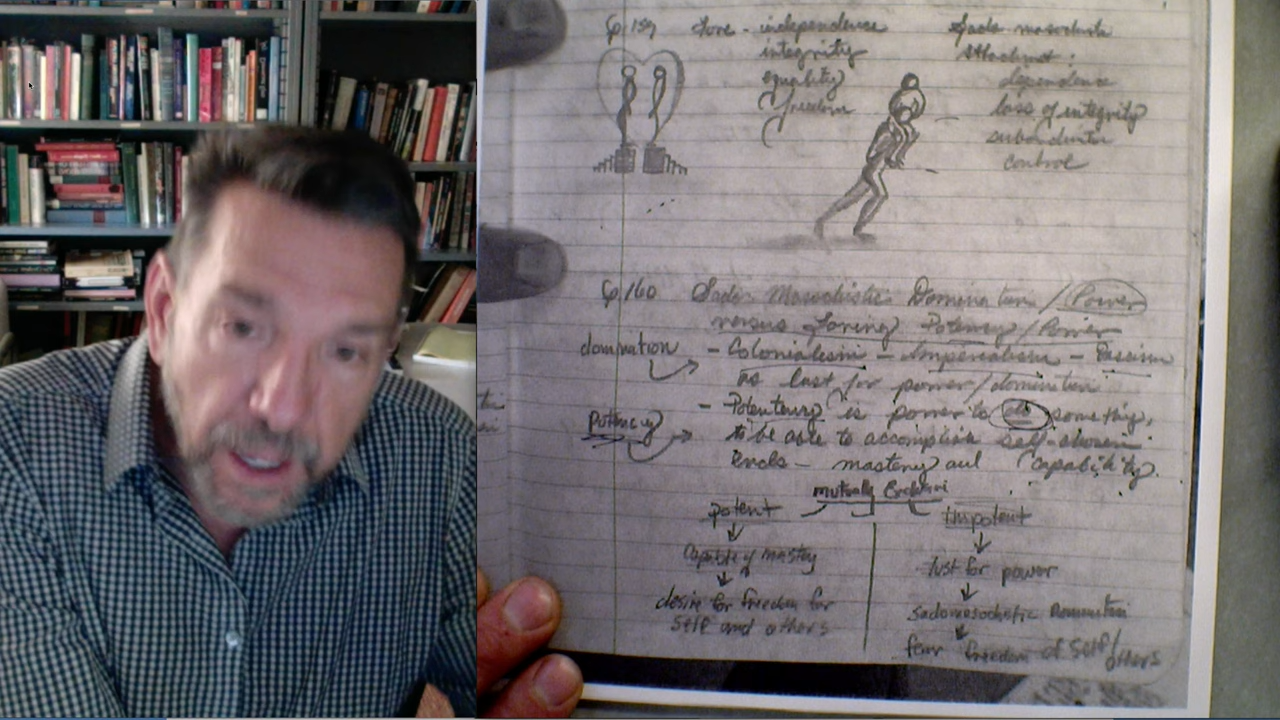 p. 159 Love - independence
integrity
equality
freedom
Sado masochistic
attachment:
dependence
loss of integrity
subordination
control
p. 160 Sado Masochistic Domination / Power
versus Loving Potency / Power
domination - Colonialism - Imperialism - Fascism
as lust for power/domination
potency - Potency is power to do something,
to be able to accomplish self-chosen
ends - mastery and capability.
mutually Exclusive
potent
impotent
Capable of mastery
lust for power
desire for freedom for
self and others
sadomasochistic Domination
fear freedom of self/
others